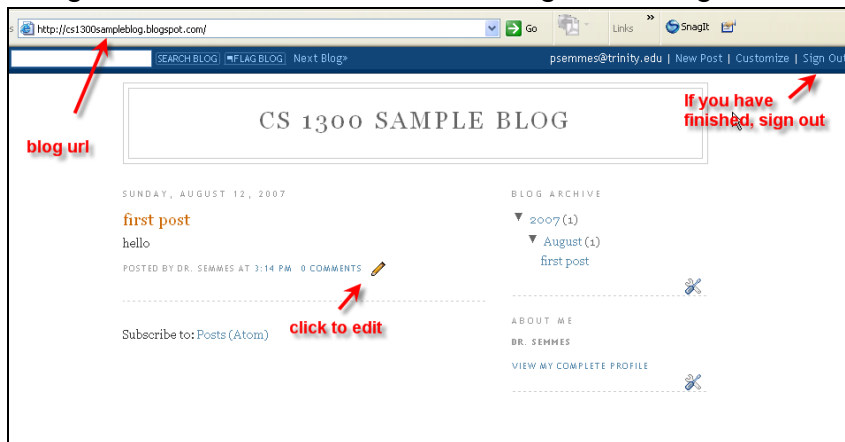 http://cs1300sampleblog.blogspot.com/ Go Links » SnagIt
SEARCH BLOG FLAG BLOG Next Blog» psemmes@trinity.edu | New Post | Customize | Sign Out
If you have
finished, sign out
blog url
CS 1300 SAMPLE BLOG
SUNDAY, AUGUST 12, 2007
first post
hello
POSTED BY DR. SEMMES AT 3:14 PM 0 COMMENTS
click to edit
Subscribe to: Posts (Atom)
BLOG ARCHIVE
▼ 2007 (1)
▼ August (1)
first post
ABOUT ME
DR. SEMMES
VIEW MY COMPLETE PROFILE